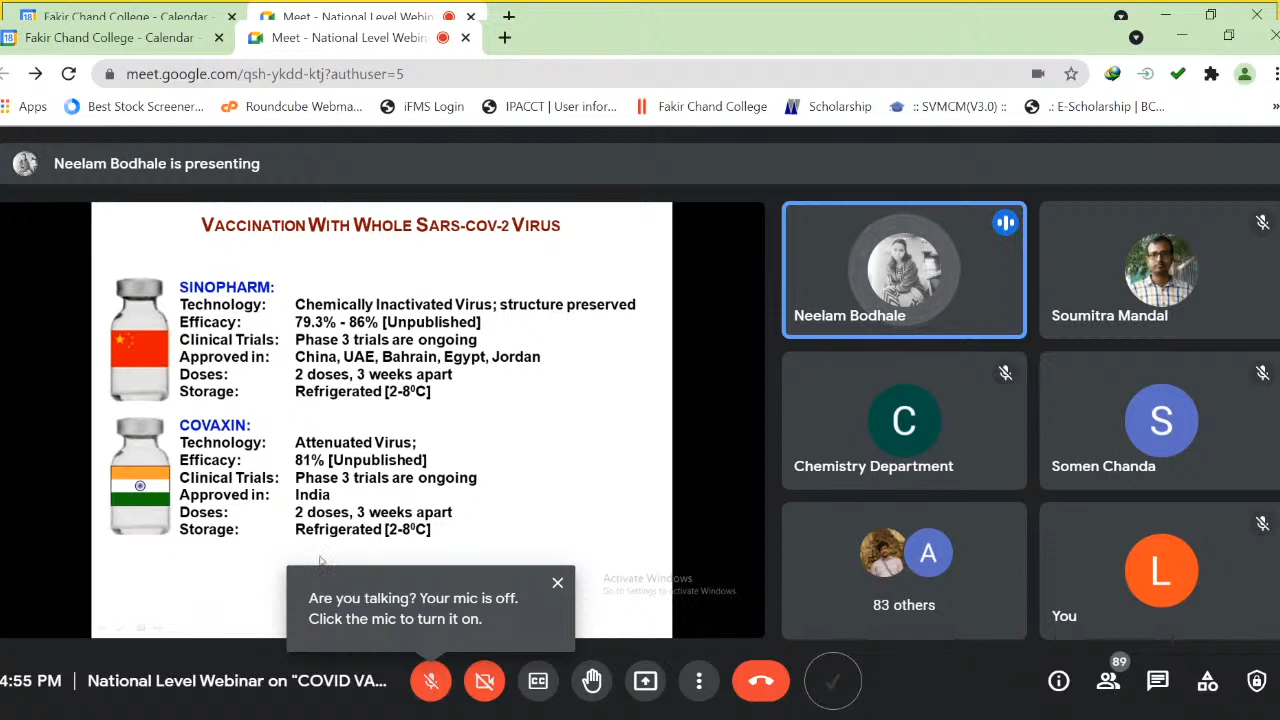 Fakir Chand College - Calendar
Meet - National Level Webin
Fakir Chand College - Calendar -
Meet - National Level Webin
meet.google.com/qsh-ykdd-ktj?authuser=5
Apps
Best Stock Screener...
Roundcube Webma...
iFMS Login
IPACCT | User infor...
Fakir Chand College
Scholarship
:: SVMCM(V3.0) ::
.: E-Scholarship | BC...
»
Neelam Bodhale is presenting
VACCINATION WITH WHOLE SARS-COV-2 VIRUS
SINOPHARM:
Technology: Chemically Inactivated Virus; structure preserved
Efficacy: 79.3% - 86% [Unpublished]
Clinical Trials: Phase 3 trials are ongoing
Approved in: China, UAE, Bahrain, Egypt, Jordan
Doses: 2 doses, 3 weeks apart
Storage: Refrigerated [2-8⁰C]
COVAXIN:
Technology: Attenuated Virus;
Efficacy: 81% [Unpublished]
Clinical Trials: Phase 3 trials are ongoing
Approved in: India
Doses: 2 doses, 3 weeks apart
Storage: Refrigerated [2-8⁰C]
Activate Windows
Go to Settings to activate Windows.
Are you talking? Your mic is off.
Click the mic to turn it on.
Neelam Bodhale
Soumitra Mandal
C
Chemistry Department
S
Somen Chanda
A
83 others
L
You
4:55 PM | National Level Webinar on "COVID VA...
CC
89